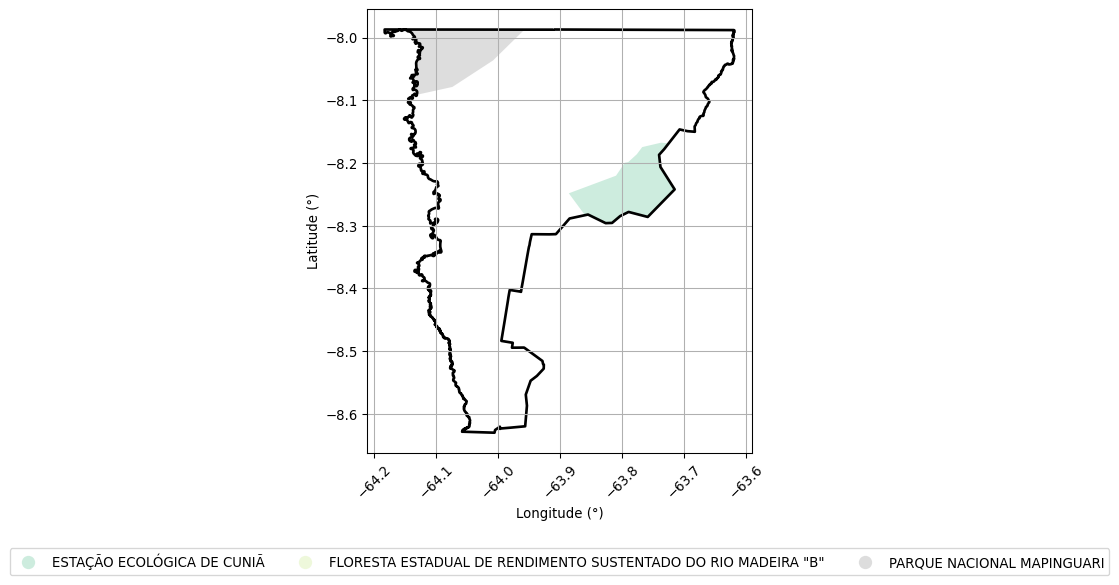 −8.0
−8.1
−8.2
−8.3
−8.4
−8.5
−8.6
Latitude (°)
−64.2
−64.1
−64.0
−63.9
−63.8
−63.7
−63.6
Longitude (°)
ESTAÇÃO ECOLÓGICA DE CUNIÃ
FLORESTA ESTADUAL DE RENDIMENTO SUSTENTADO DO RIO MADEIRA "B"
PARQUE NACIONAL MAPINGUARI